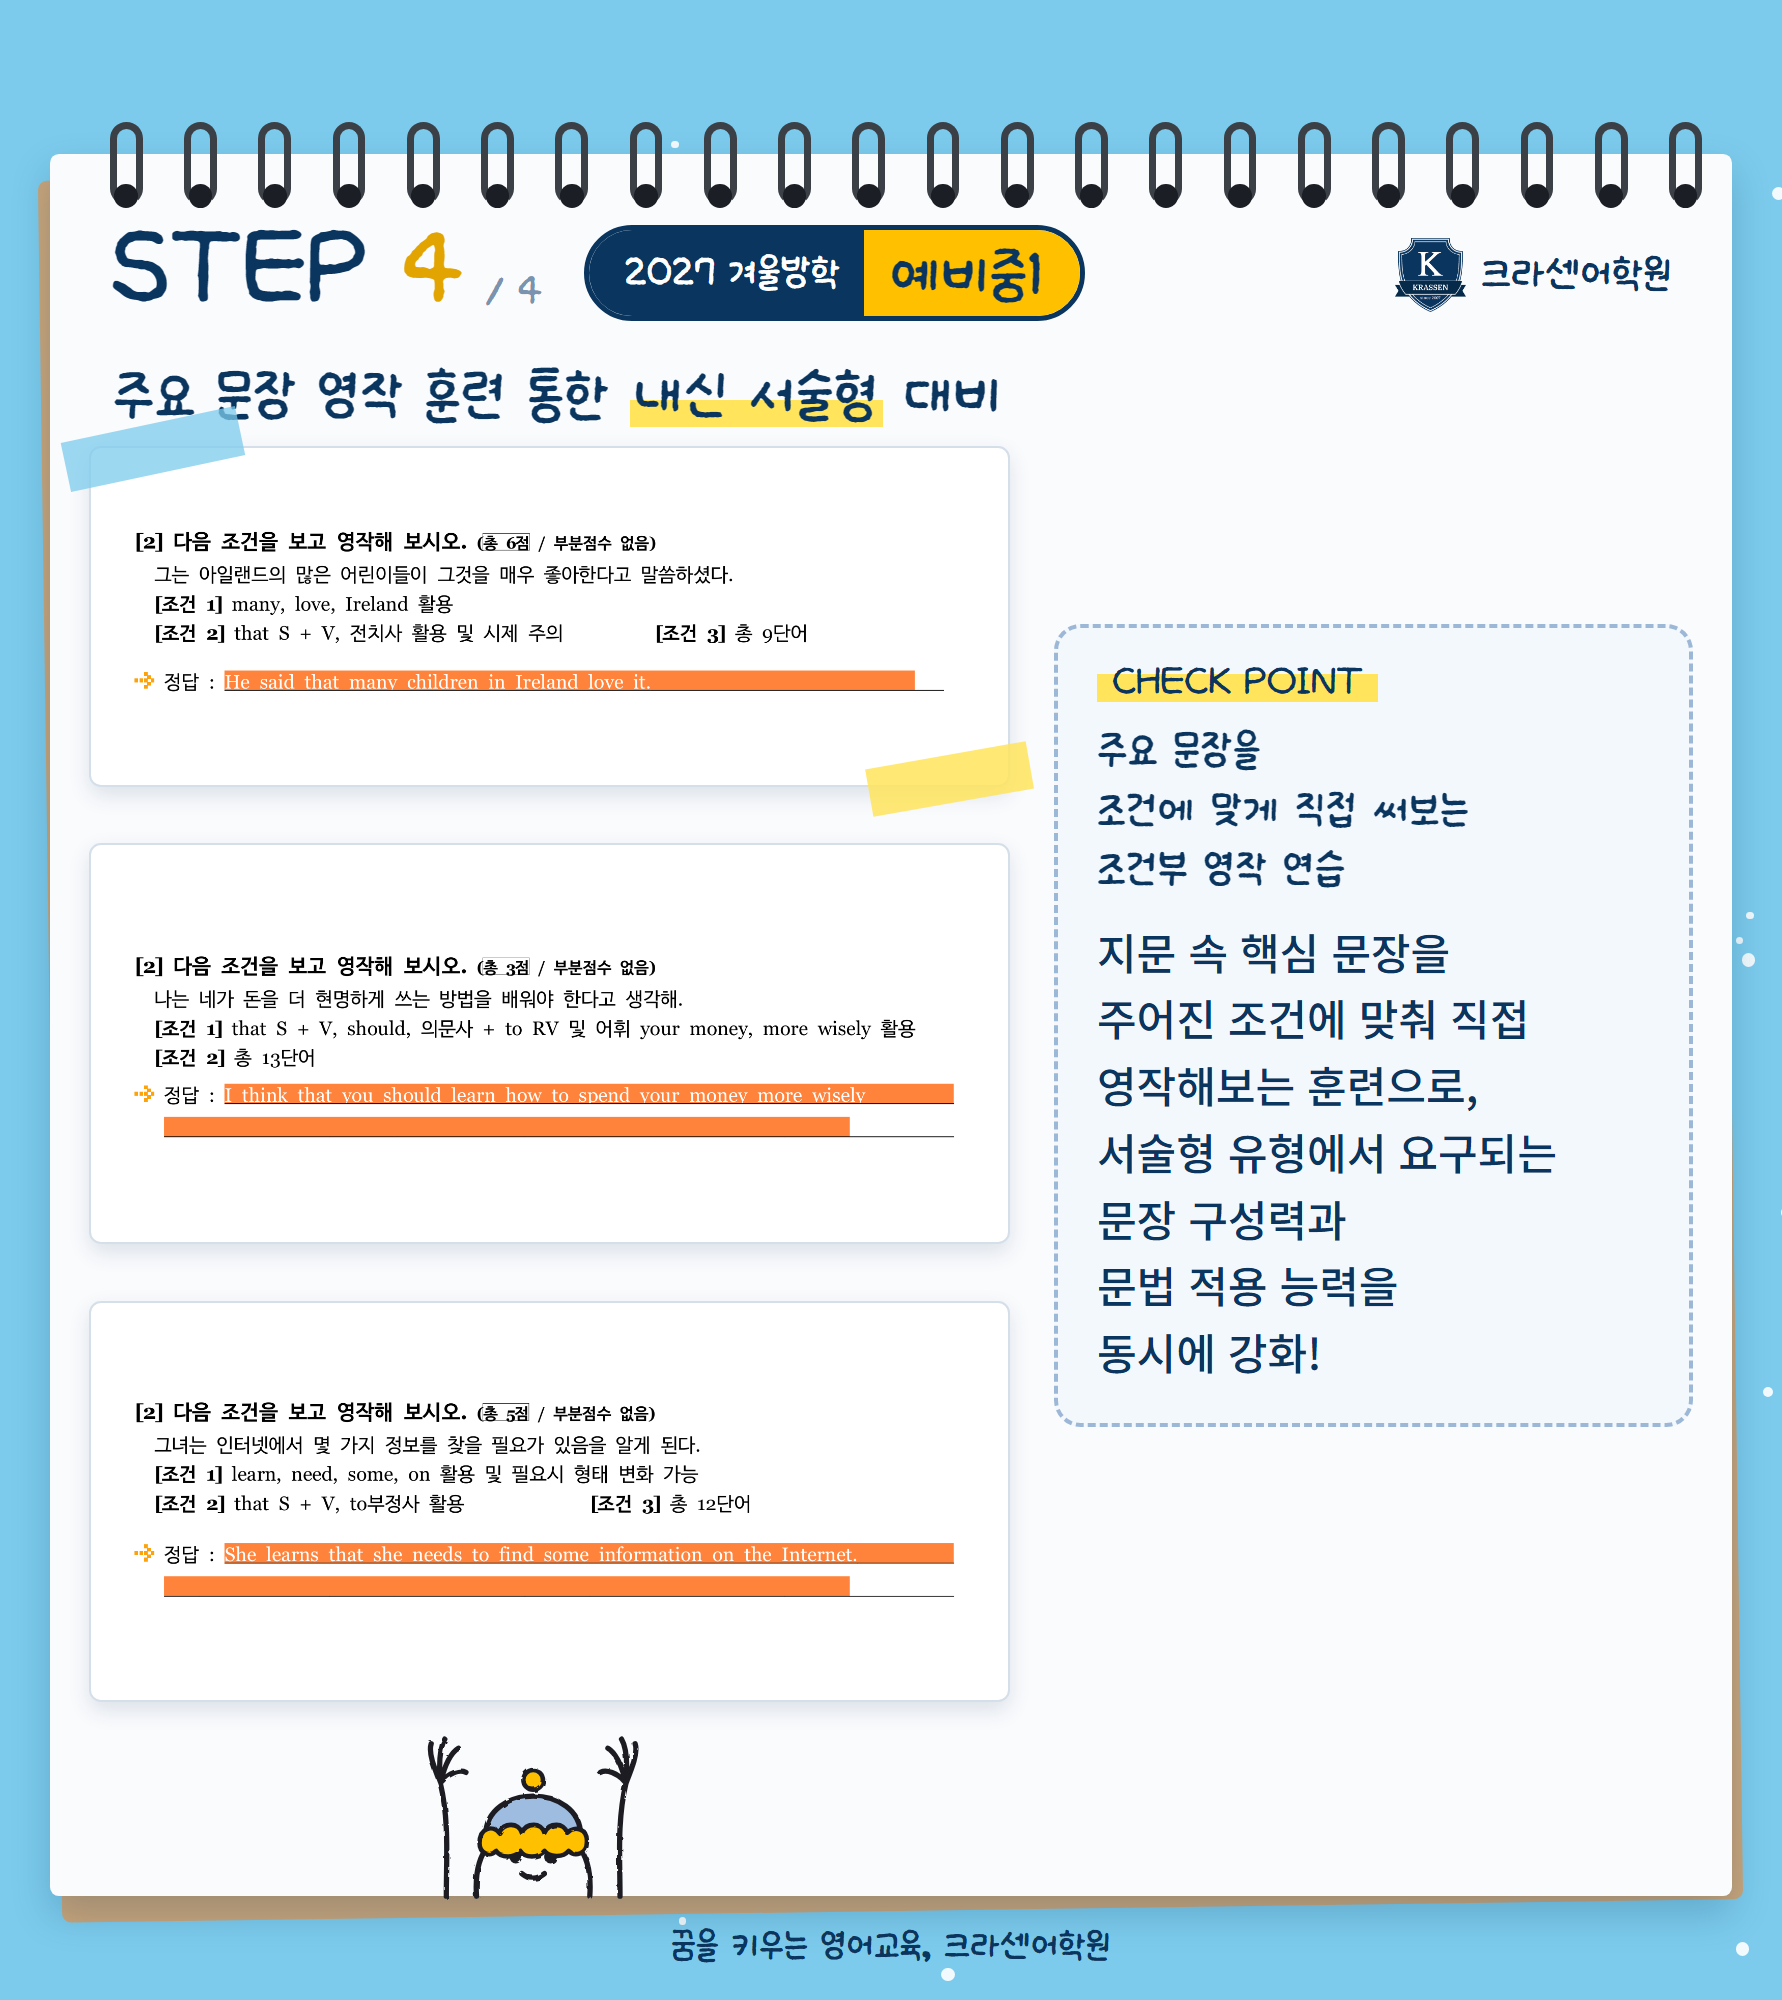 STEP 4 / 4
2027 겨울방학 예비중1
K
KRASSEN
SINCE 2007
크라센어학원
주요 문장 영작 훈련 통한 내신 서술형 대비
[2] 다음 조건을 보고 영작해 보시오. (총 6점 / 부분점수 없음)
그는 아일랜드의 많은 어린이들이 그것을 매우 좋아한다고 말씀하셨다.
[조건 1] many, love, Ireland 활용
[조건 2] that S + V, 전치사 활용 및 시제 주의 [조건 3] 총 9단어
정답 : He said that many children in Ireland love it.
[2] 다음 조건을 보고 영작해 보시오. (총 3점 / 부분점수 없음)
나는 네가 돈을 더 현명하게 쓰는 방법을 배워야 한다고 생각해.
[조건 1] that S + V, should, 의문사 + to RV 및 어휘 your money, more wisely 활용
[조건 2] 총 13단어
정답 : I think that you should learn how to spend your money more wisely
[2] 다음 조건을 보고 영작해 보시오. (총 5점 / 부분점수 없음)
그녀는 인터넷에서 몇 가지 정보를 찾을 필요가 있음을 알게 된다.
[조건 1] learn, need, some, on 활용 및 필요시 형태 변화 가능
[조건 2] that S + V, to부정사 활용 [조건 3] 총 12단어
정답 : She learns that she needs to find some information on the Internet.
CHECK POINT
주요 문장을
조건에 맞게 직접 써보는
조건부 영작 연습
지문 속 핵심 문장을
주어진 조건에 맞춰 직접
영작해보는 훈련으로,
서술형 유형에서 요구되는
문장 구성력과
문법 적용 능력을
동시에 강화!
꿈을 키우는 영어교육, 크라센어학원